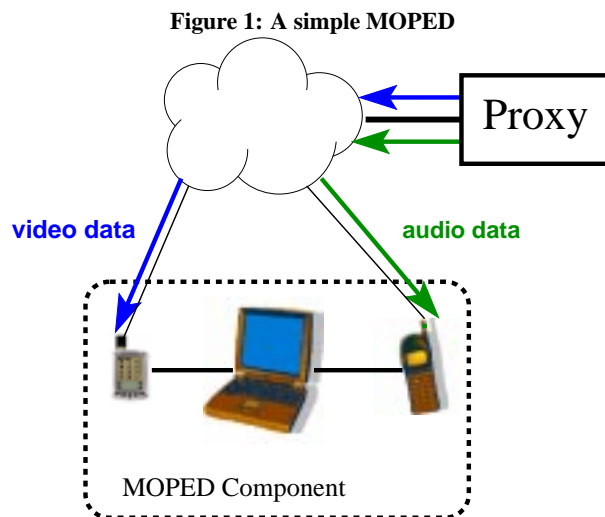 Figure 1: A simple MOPED
Proxy
video data
audio data
MOPED Component